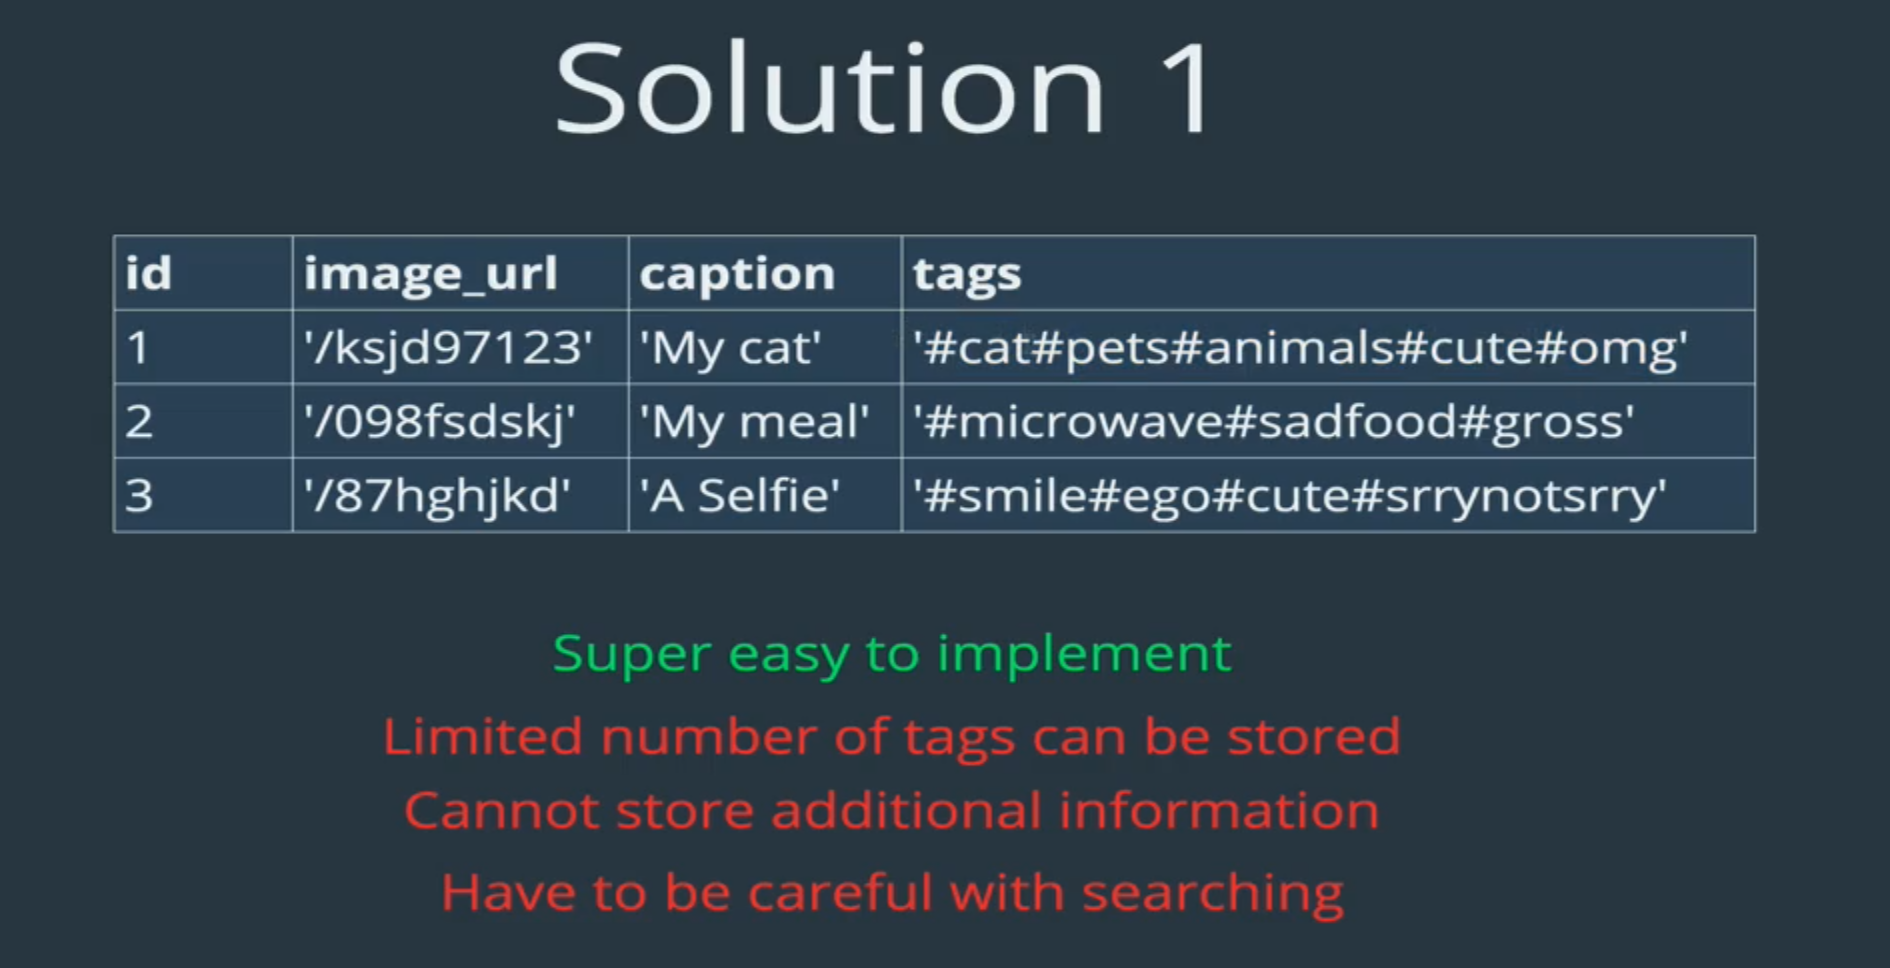 Solution 1
id image_url caption tags
1 '/ksjd97123' 'My cat' '#cat#pets#animals#cute#omg'
2 '/098fsdskj' 'My meal' '#microwave#sadfood#gross'
3 '/87hghjkd' 'A Selfie' '#smile#ego#cute#srrynotsrry'
Super easy to implement
Limited number of tags can be stored
Cannot store additional information
Have to be careful with searching